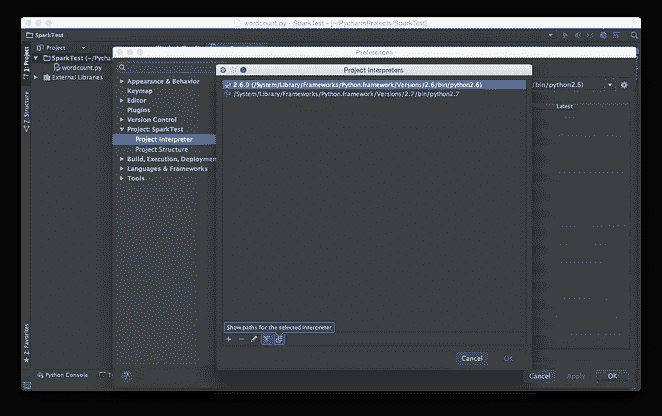 wordcount.py - SparkTest - [~/PycharmProjects/SparkTest]
SparkTest
Project
SparkTest (~/Pycha
wordcount.py
External Libraries
1: Project
2: Structure
2: Favorites
Preferences
Appearance & Behavior
Keymap
Editor
Plugins
Version Control
Project: SparkTest
Project Interpreter
Project Structure
Build, Execution, Deploymen
Languages & Frameworks
Tools
Project Interpreters
2.6.9 (/System/Library/Frameworks/Python.framework/Versions/2.6/bin/python2.6)
/System/Library/Frameworks/Python.framework/Versions/2.7/bin/python2.7
Show paths for the selected interpreter
Cancel
OK
/bin/python2.6)
Latest
Python Console
Cancel
Apply
OK